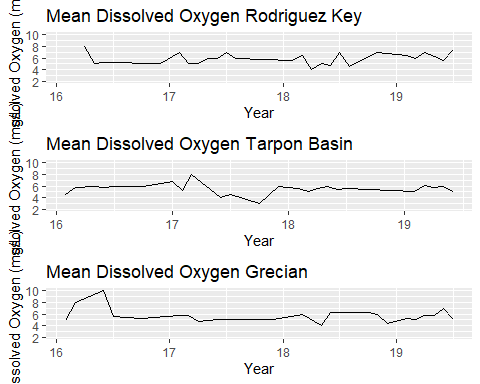 Mean Dissolved Oxygen Rodriguez Key
10
8
6
4
2
16 17 18 19
Year
Mean Dissolved Oxygen Tarpon Basin
10
8
6
4
2
16 17 18 19
Year
Mean Dissolved Oxygen Grecian
10
8
6
4
2
16 17 18 19
Year